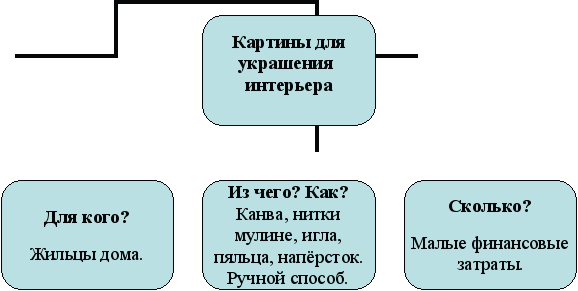 Картины для
украшения
интерьера
Для кого?
Жильцы дома.
Из чего? Как?
Канва, нитки
мулине, игла,
пяльца, напёрсток.
Ручной способ.
Сколько?
Малые финансовые
затраты.